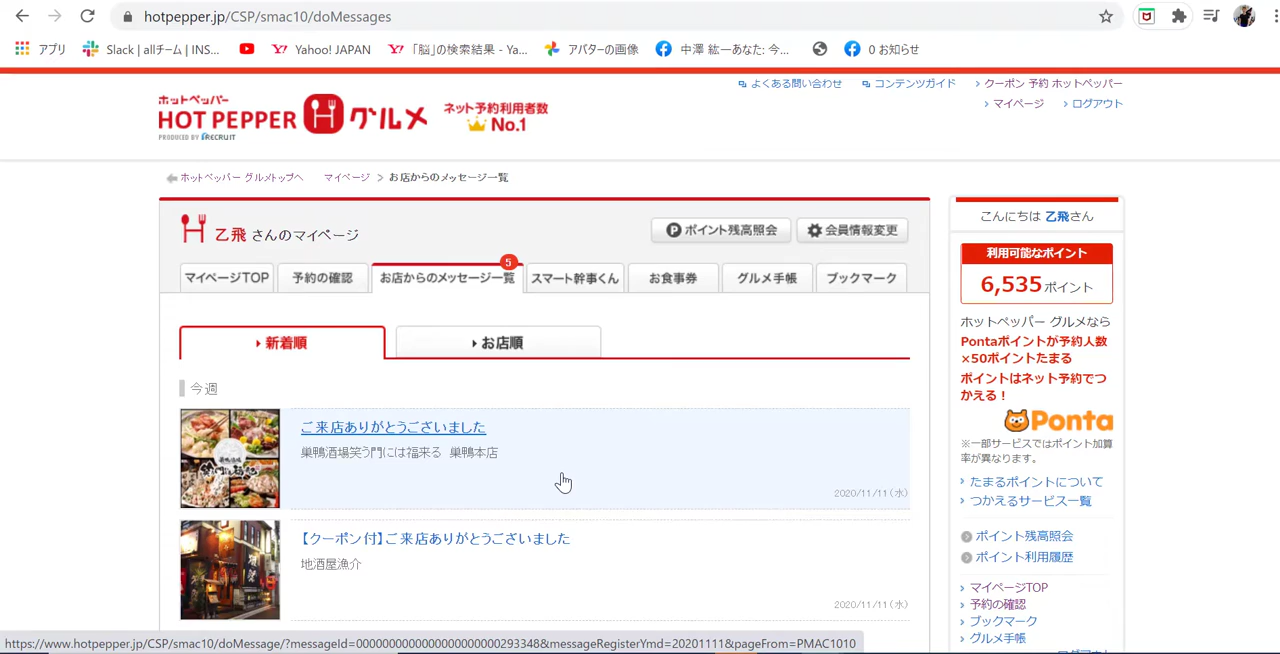 hotpepper.jp/CSP/smac10/doMessages
アプリ Slack | allチーム | INS... Yahoo! JAPAN 「脳」の検索結果 - Ya... アバターの画像 中澤 紘一あなた: 今... 0 お知らせ
よくある問い合わせ コンテンツガイド クーポン 予約 ホットペッパー
マイページ ログアウト
ホットペッパー
HOT PEPPER グルメ
PRODUCED BY RECRUIT
ネット予約利用者数
No.1
ホットペッパー グルメトップへ マイページ > お店からのメッセージ一覧
乙飛 さんのマイページ
ポイント残高照会 会員情報変更
マイページTOP 予約の確認 お店からのメッセージ一覧 5 スマート幹事くん お食事券 グルメ手帳 ブックマーク
新着順 お店順
今週
ご来店ありがとうございました
巣鴨酒場笑う門には福来る 巣鴨本店
2020/11/11(水)
【クーポン付】ご来店ありがとうございました
地酒屋漁介
2020/11/11(水)
こんにちは 乙飛さん
利用可能なポイント
6,535ポイント
ホットペッパー グルメなら
Pontaポイントが予約人数
×50ポイントたまる
ポイントはネット予約でつ
かえる！
Ponta
※一部サービスではポイント加算
率が異なります。
たまるポイントについて
つかえるサービス一覧
ポイント残高照会
ポイント利用履歴
マイページTOP
予約の確認
ブックマーク
グルメ手帳
https://www.hotpepper.jp/CSP/smac10/doMessage/?messageId=00000000000000000000000293348&messageRegisterYmd=20201111&pageFrom=PMAC1010